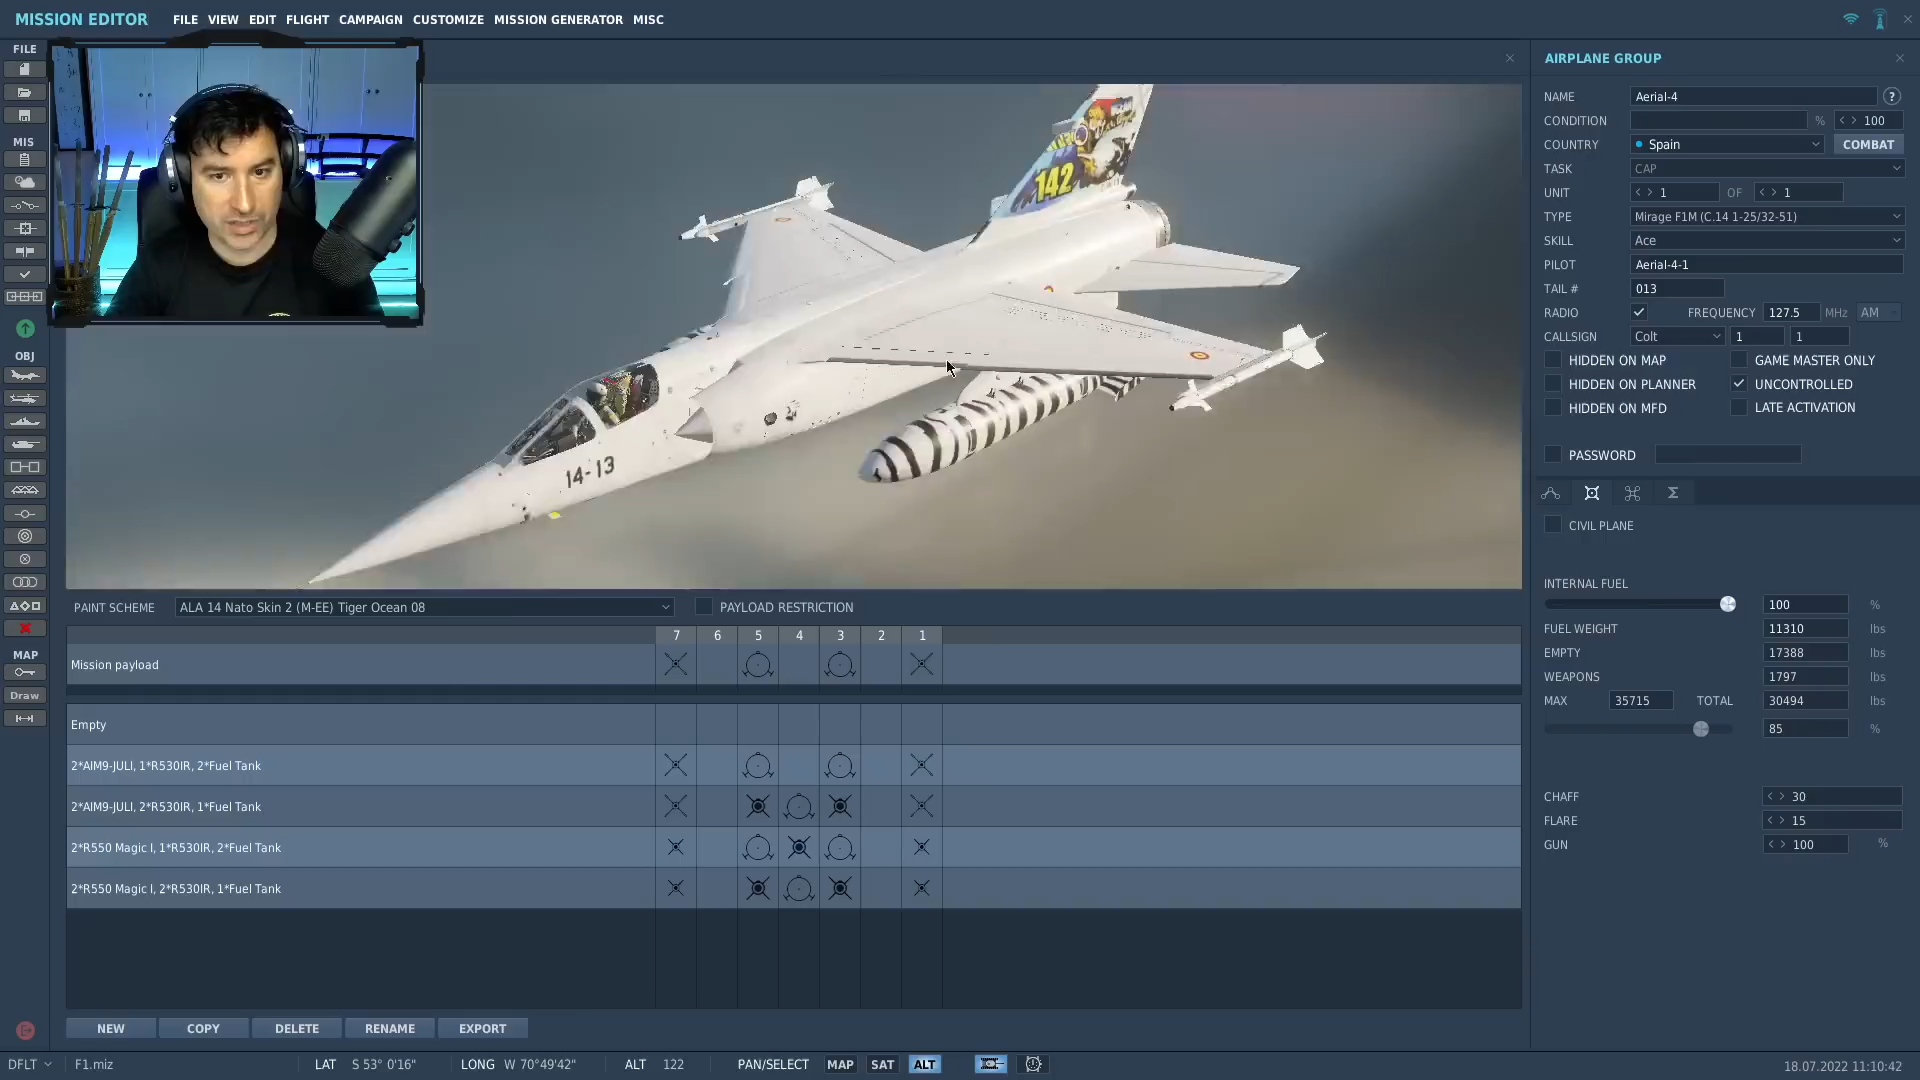 MISSION EDITOR
FILE VIEW EDIT FLIGHT CAMPAIGN CUSTOMIZE MISSION GENERATOR MISC
FILE
MIS
OBJ
MAP
Draw
142
14-13
PAINT SCHEME ALA 14 Nato Skin 2 (M-EE) Tiger Ocean 08 PAYLOAD RESTRICTION
7 6 5 4 3 2 1
Mission payload
Empty
2*AIM9-JULI, 1*R530IR, 2*Fuel Tank
2*AIM9-JULI, 2*R530IR, 1*Fuel Tank
2*R550 Magic I, 1*R530IR, 2*Fuel Tank
2*R550 Magic I, 2*R530IR, 1*Fuel Tank
NEW COPY DELETE RENAME EXPORT
AIRPLANE GROUP
NAME Aerial-4 ?
CONDITION % < > 100
COUNTRY Spain COMBAT
TASK CAP
UNIT < > 1 OF < > 1
TYPE Mirage F1M (C.14 1-25/32-51)
SKILL Ace
PILOT Aerial-4-1
TAIL # 013
RADIO FREQUENCY 127.5 MHz AM
CALLSIGN Colt 1 1
HIDDEN ON MAP GAME MASTER ONLY
HIDDEN ON PLANNER UNCONTROLLED
HIDDEN ON MFD LATE ACTIVATION
PASSWORD
Σ
CIVIL PLANE
INTERNAL FUEL
100 %
FUEL WEIGHT 11310 lbs
EMPTY 17388 lbs
WEAPONS 1797 lbs
MAX 35715 TOTAL 30494 lbs
85 %
CHAFF < > 30
FLARE < > 15
GUN < > 100 %
DFLT F1.miz LAT S 53° 0'16" LONG W 70°49'42" ALT 122 PAN/SELECT MAP SAT ALT 18.07.2022 11:10:42